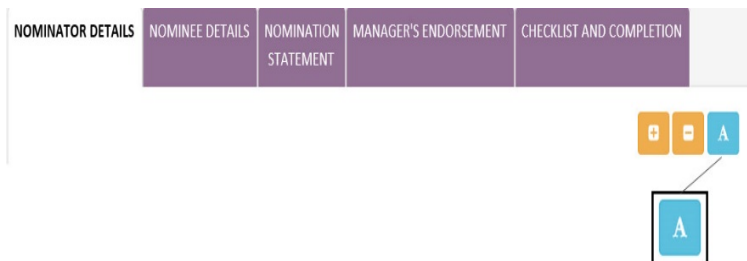 NOMINATOR DETAILS NOMINEE DETAILS NOMINATION MANAGER'S ENDORSEMENT CHECKLIST AND COMPLETION
STATEMENT
A
A